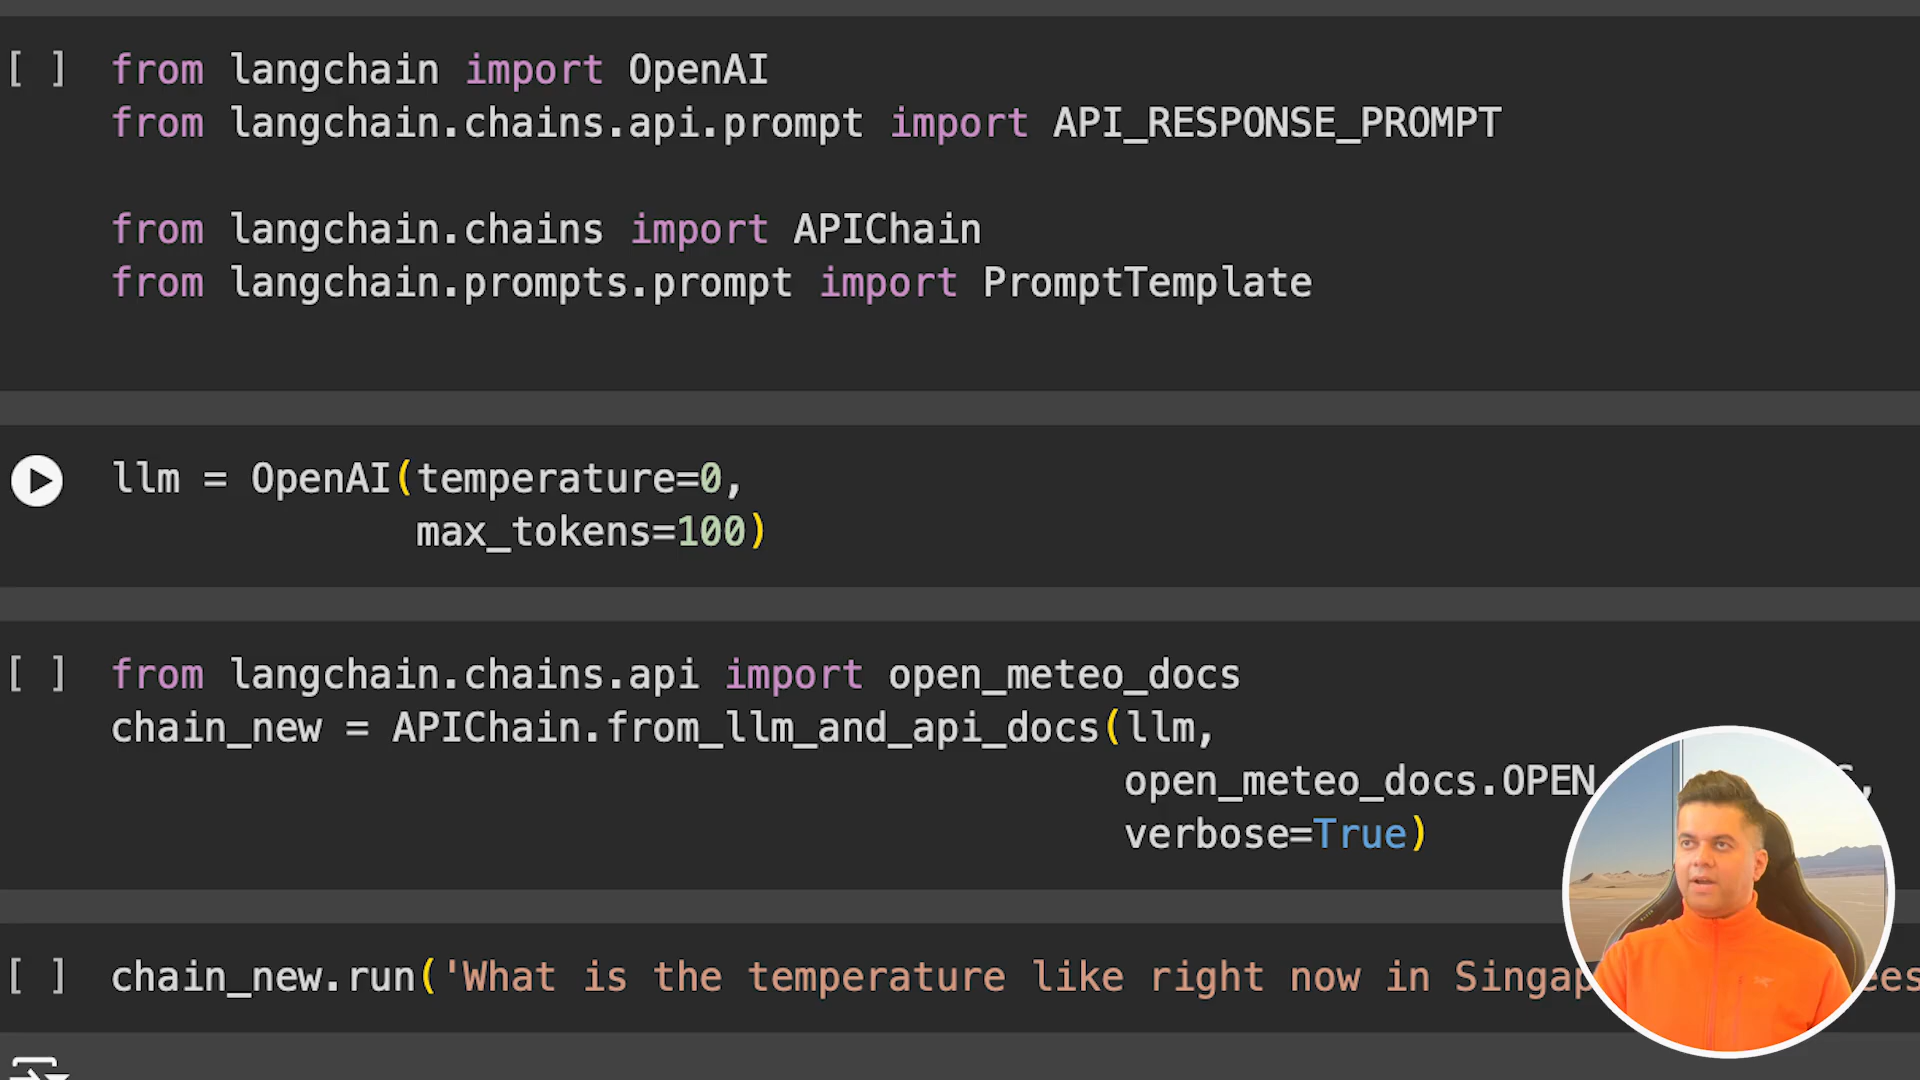 [ ] from langchain import OpenAI
from langchain.chains.api.prompt import API_RESPONSE_PROMPT
from langchain.chains import APIChain
from langchain.prompts.prompt import PromptTemplate
llm = OpenAI(temperature=0,
max_tokens=100)
[ ] from langchain.chains.api import open_meteo_docs
chain_new = APIChain.from_llm_and_api_docs(llm,
open_meteo_docs.OPEN
verbose=True)
[ ] chain_new.run('What is the temperature like right now in